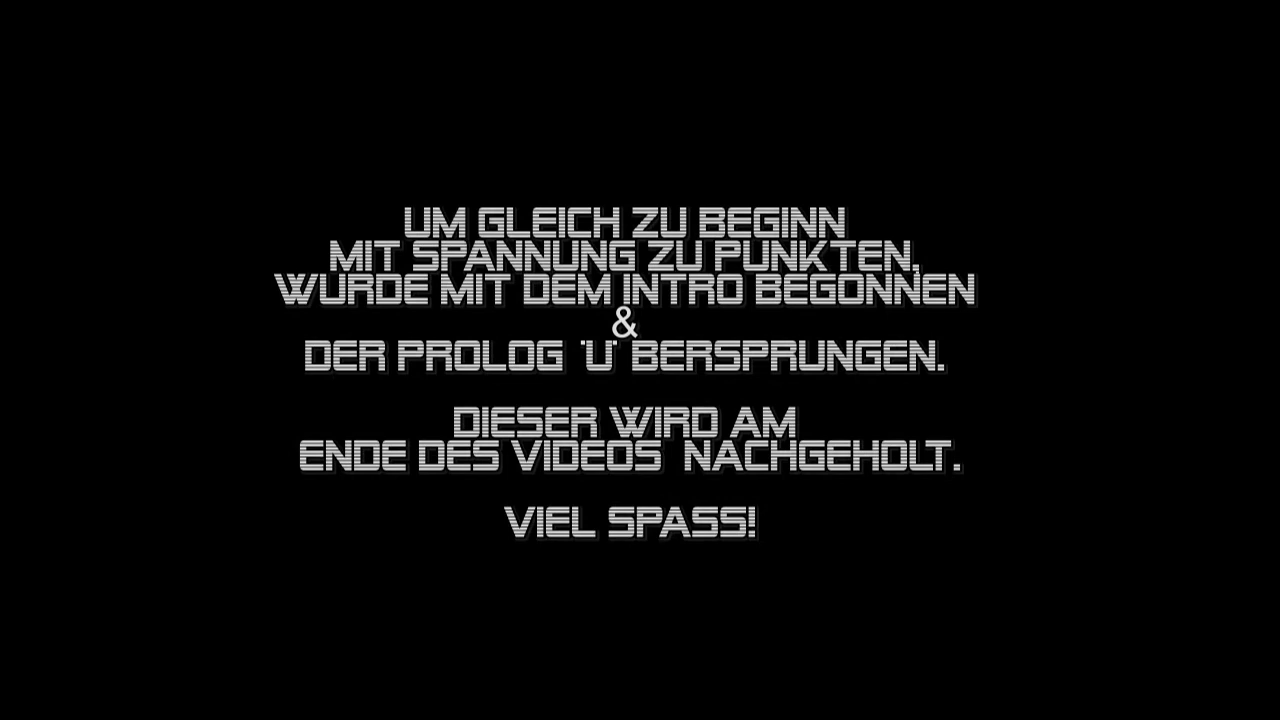 UM GLEICH ZU BEGINN
MIT SPANNUNG ZU PUNKTEN,
WURDE MIT DEM INTRO BEGONNEN
&
DER PROLOG ÜBERSPRUNGEN.
DIESER WIRD AM
ENDE DES VIDEOS NACHGEHOLT.
VIEL SPASS!